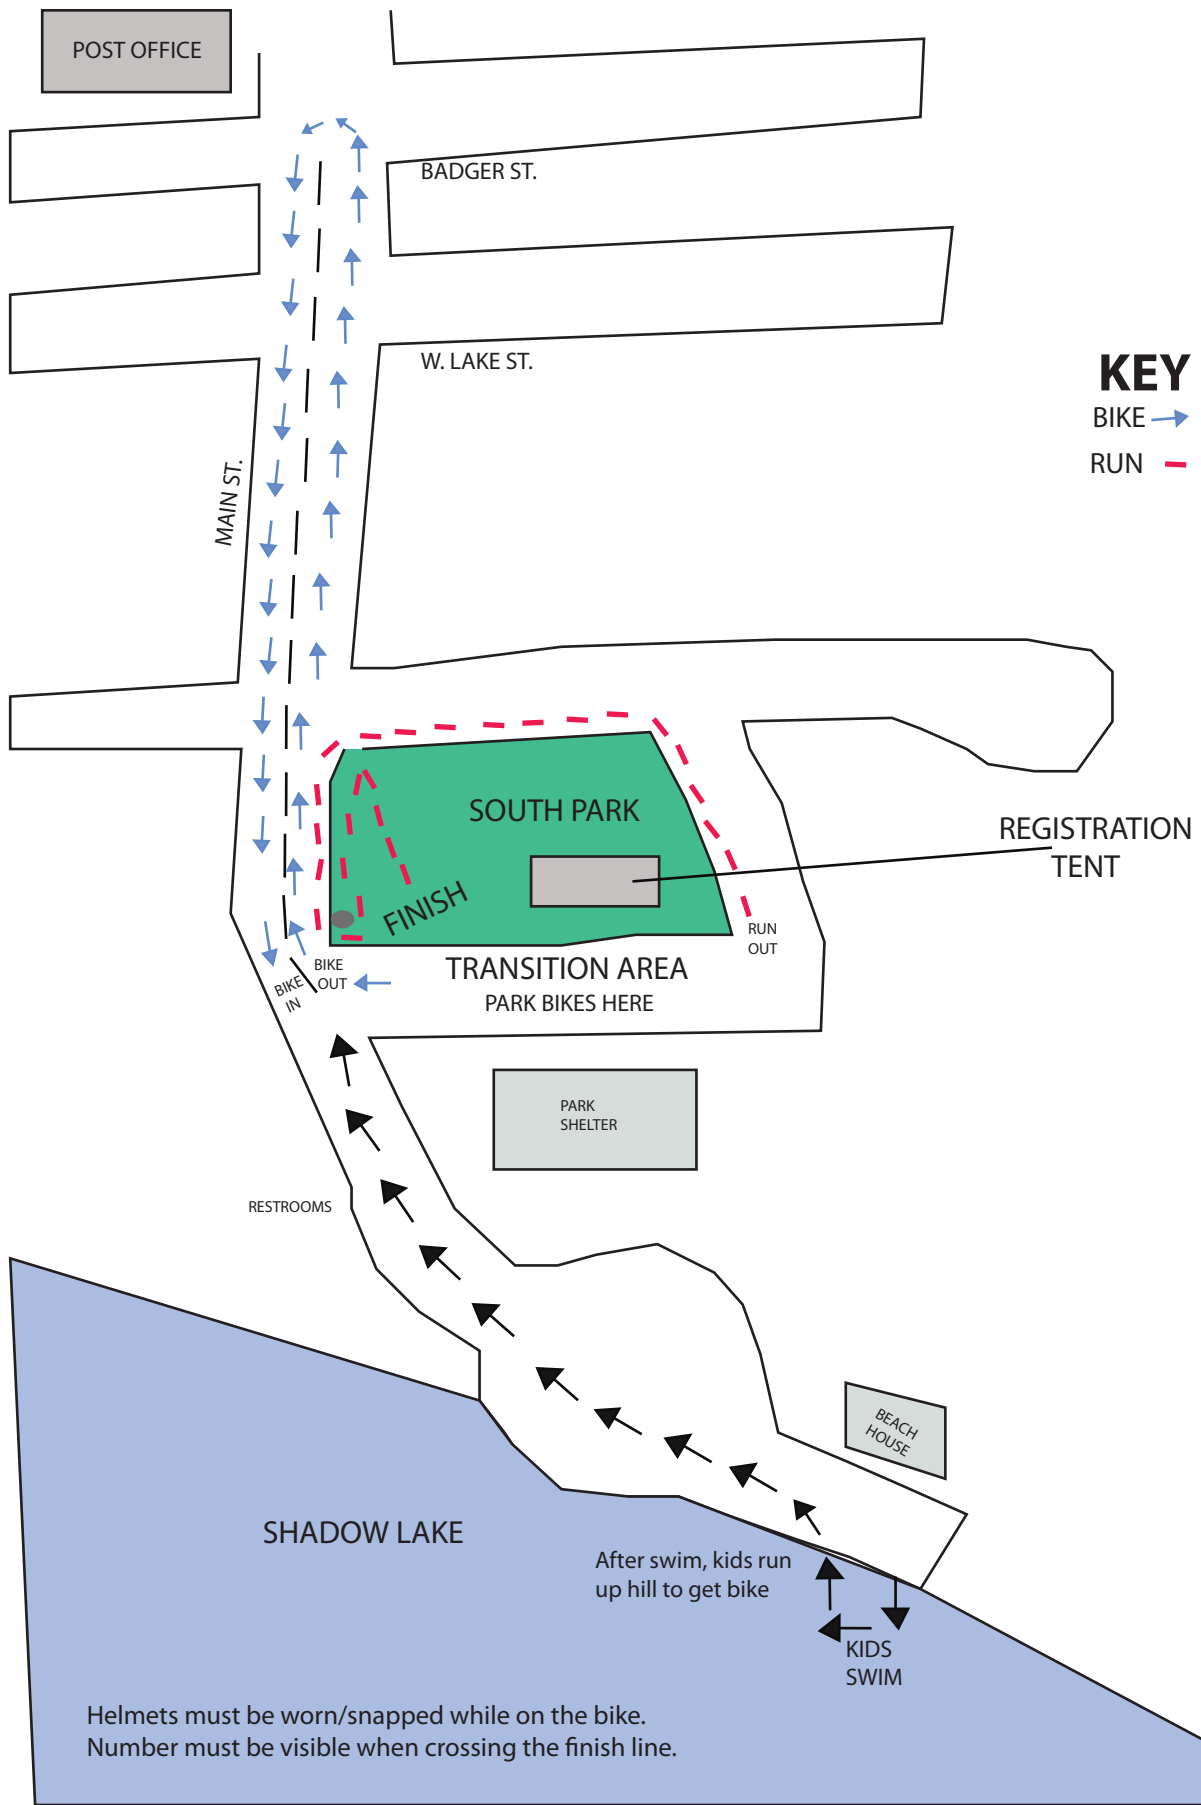 POST OFFICE
BADGER ST.
W. LAKE ST.
KEY
BIKE
RUN
MAIN ST.
SOUTH PARK
REGISTRATION
TENT
FINISH
RUN
OUT
BIKE
OUT
BIKE
IN
TRANSITION AREA
PARK BIKES HERE
PARK
SHELTER
RESTROOMS
BEACH
HOUSE
SHADOW LAKE
After swim, kids run
up hill to get bike
KIDS
SWIM
Helmets must be worn/snapped while on the bike.
Number must be visible when crossing the finish line.